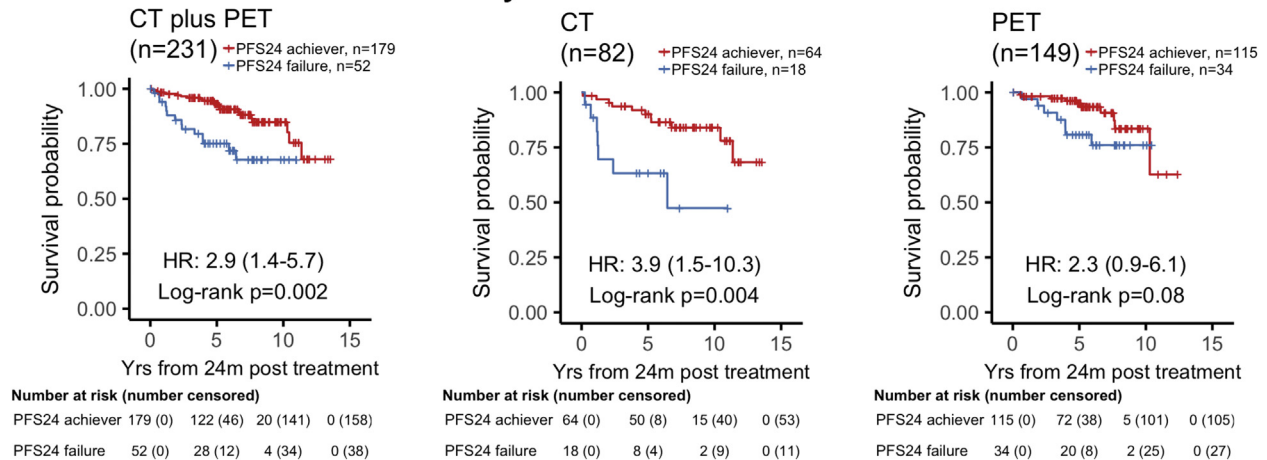 CT plus PET
(n=231)
PFS24 achiever, n=179
PFS24 failure, n=52
Survival probability
1.00
0.75
0.50
0.25
0.00
HR: 2.9 (1.4-5.7)
Log-rank p=0.002
0 5 10 15
Yrs from 24m post treatment
Number at risk (number censored)
PFS24 achiever 179 (0) 122 (46) 20 (141) 0 (158)
PFS24 failure 52 (0) 28 (12) 4 (34) 0 (38)
CT
(n=82)
PFS24 achiever, n=64
PFS24 failure, n=18
Survival probability
1.00
0.75
0.50
0.25
0.00
HR: 3.9 (1.5-10.3)
Log-rank p=0.004
0 5 10 15
Yrs from 24m post treatment
Number at risk (number censored)
PFS24 achiever 64 (0) 50 (8) 15 (40) 0 (53)
PFS24 failure 18 (0) 8 (4) 2 (9) 0 (11)
PET
(n=149)
PFS24 achiever, n=115
PFS24 failure, n=34
Survival probability
1.00
0.75
0.50
0.25
0.00
HR: 2.3 (0.9-6.1)
Log-rank p=0.08
0 5 10 15
Yrs from 24m post treatment
Number at risk (number censored)
PFS24 achiever 115 (0) 72 (38) 5 (101) 0 (105)
PFS24 failure 34 (0) 20 (8) 2 (25) 0 (27)